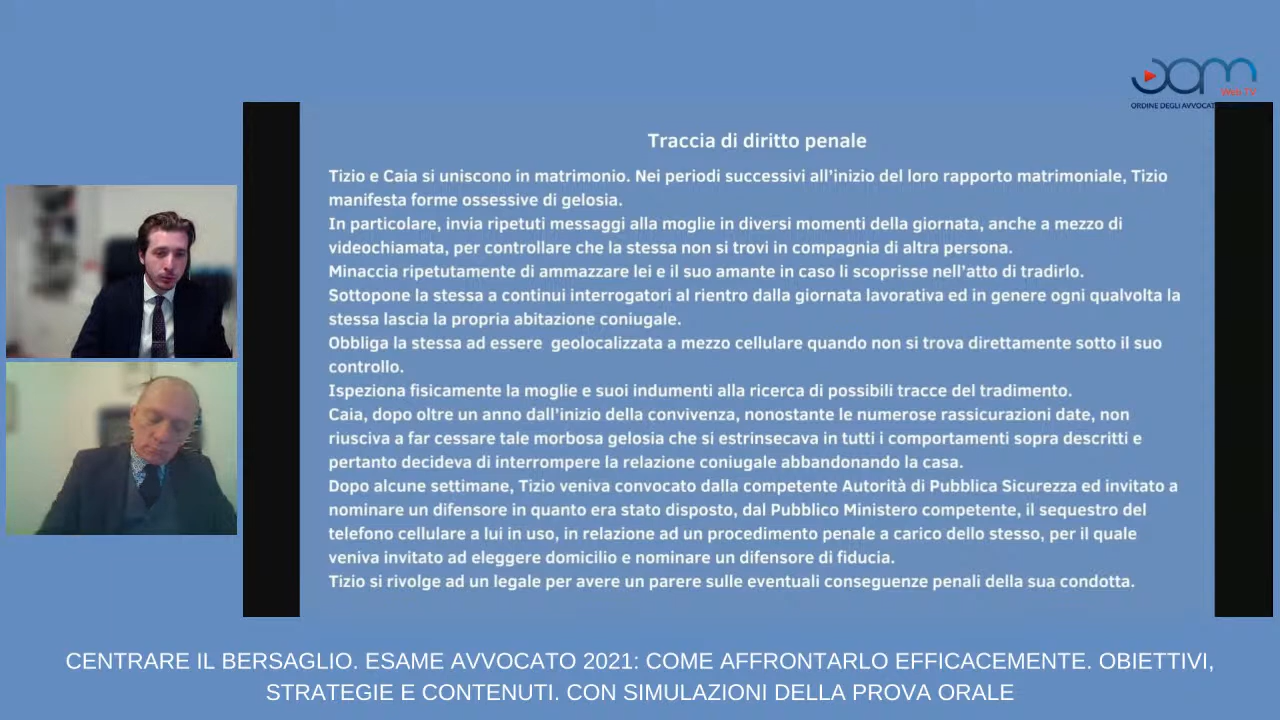 oam
Web TV
ORDINE DEGLI AVVOCAT
Traccia di diritto penale
Tizio e Caia si uniscono in matrimonio. Nei periodi successivi all'inizio del loro rapporto matrimoniale, Tizio
manifesta forme ossessive di gelosia.
In particolare, invia ripetuti messaggi alla moglie in diversi momenti della giornata, anche a mezzo di
videochiamata, per controllare che la stessa non si trovi in compagnia di altra persona.
Minaccia ripetutamente di ammazzare lei e il suo amante in caso li scoprisse nell'atto di tradirlo.
Sottopone la stessa a continui interrogatori al rientro dalla giornata lavorativa ed in genere ogni qualvolta la
stessa lascia la propria abitazione coniugale.
Obbliga la stessa ad essere geolocalizzata a mezzo cellulare quando non si trova direttamente sotto il suo
controllo.
Ispeziona fisicamente la moglie e suoi indumenti alla ricerca di possibili tracce del tradimento.
Caia, dopo oltre un anno dall'inizio della convivenza, nonostante le numerose rassicurazioni date, non
riusciva a far cessare tale morbosa gelosia che si estrinsecava in tutti i comportamenti sopra descritti e
pertanto decideva di interrompere la relazione coniugale abbandonando la casa.
Dopo alcune settimane, Tizio veniva convocato dalla competente Autorità di Pubblica Sicurezza ed invitato a
nominare un difensore in quanto era stato disposto, dal Pubblico Ministero competente, il sequestro del
telefono cellulare a lui in uso, in relazione ad un procedimento penale a carico dello stesso, per il quale
veniva invitato ad eleggere domicilio e nominare un difensore di fiducia.
Tizio si rivolge ad un legale per avere un parere sulle eventuali conseguenze penali della sua condotta.
CENTRARE IL BERSAGLIO. ESAME AVVOCATO 2021: COME AFFRONTARLO EFFICACEMENTE. OBIETTIVI,
STRATEGIE E CONTENUTI. CON SIMULAZIONI DELLA PROVA ORALE